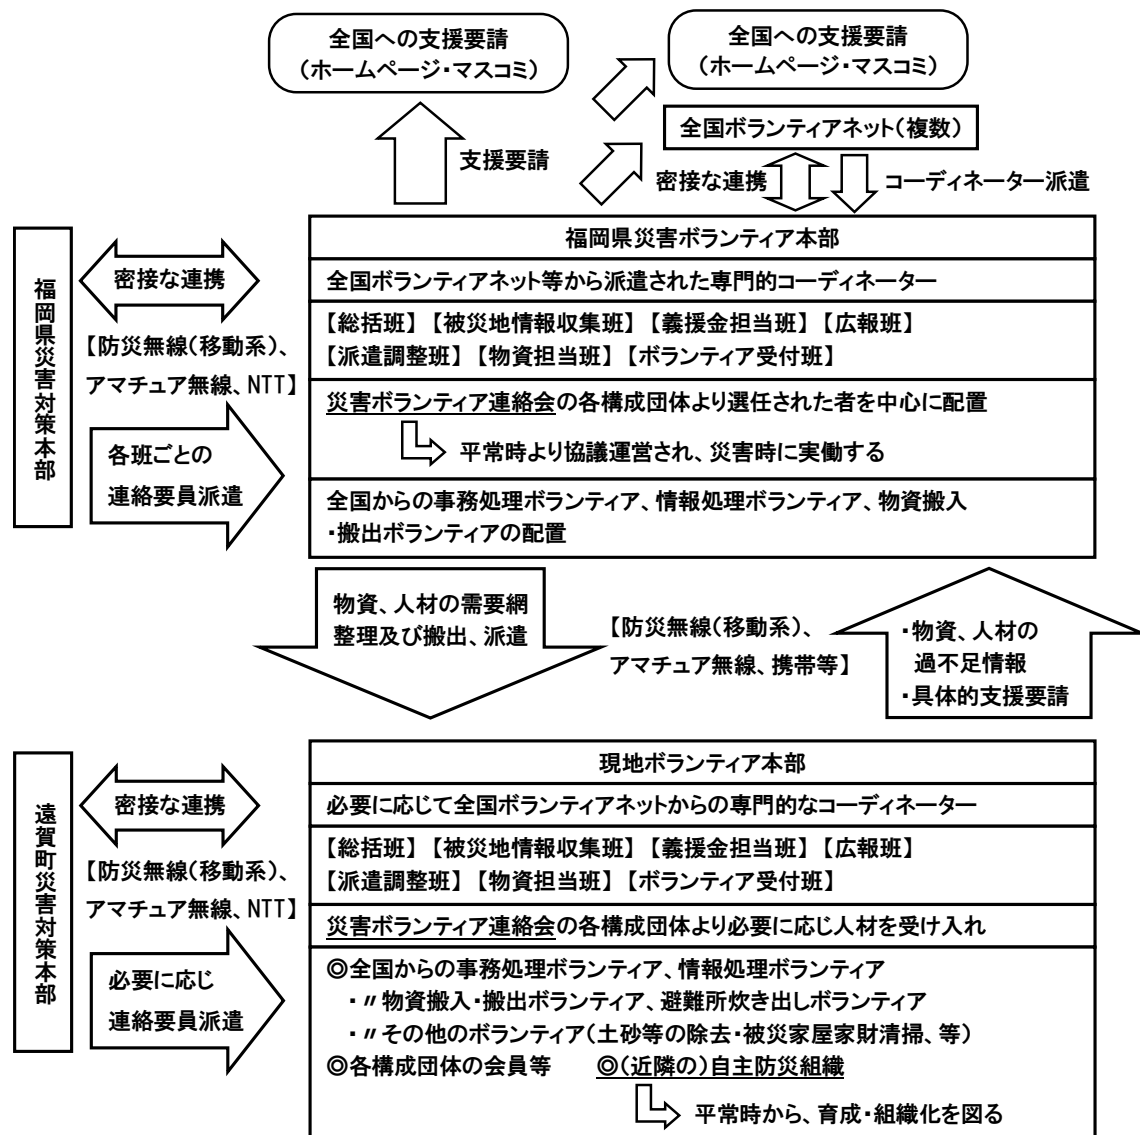 全国への支援要請
（ホームページ・マスコミ）
全国への支援要請
（ホームページ・マスコミ）
全国ボランティアネット（複数）
支援要請
密接な連携
コーディネーター派遣
福岡県災害対策本部
密接な連携
【防災無線（移動系）、
アマチュア無線、NTT】
各班ごとの
連絡要員派遣
福岡県災害ボランティア本部
全国ボランティアネット等から派遣された専門的コーディネーター
【総括班】【被災地情報収集班】【義援金担当班】【広報班】
【派遣調整班】【物資担当班】【ボランティア受付班】
災害ボランティア連絡会の各構成団体より選任された者を中心に配置
平常時より協議運営され、災害時に実働する
全国からの事務処理ボランティア、情報処理ボランティア、物資搬入
・搬出ボランティアの配置
物資、人材の需要網
整理及び搬出、派遣
【防災無線（移動系）、
アマチュア無線、携帯等】
・物資、人材の
過不足情報
・具体的支援要請
遠賀町災害対策本部
密接な連携
【防災無線（移動系）、
アマチュア無線、NTT】
必要に応じ
連絡要員派遣
現地ボランティア本部
必要に応じて全国ボランティアネットからの専門的なコーディネーター
【総括班】【被災地情報収集班】【義援金担当班】【広報班】
【派遣調整班】【物資担当班】【ボランティア受付班】
災害ボランティア連絡会の各構成団体より必要に応じ人材を受け入れ
◎全国からの事務処理ボランティア、情報処理ボランティア
・〃物資搬入・搬出ボランティア、避難所炊き出しボランティア
・〃その他のボランティア（土砂等の除去・被災家屋家財清掃、等）
◎各構成団体の会員等　◎（近隣の）自主防災組織
平常時から、育成・組織化を図る